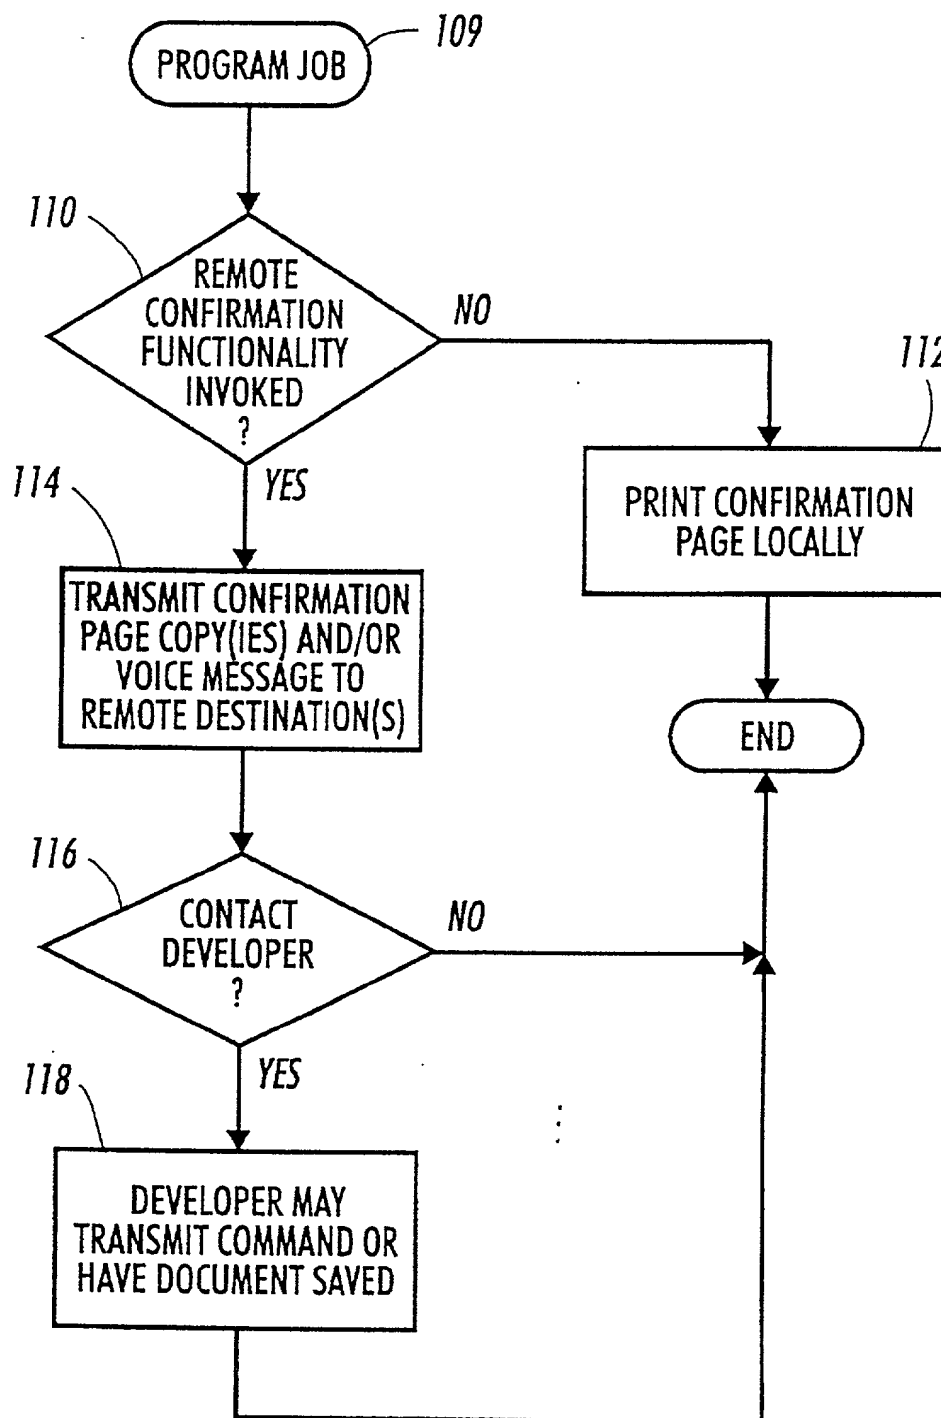 109
PROGRAM JOB
110
REMOTE
CONFIRMATION
FUNCTIONALITY
INVOKED
?
NO
112
YES
114
PRINT CONFIRMATION
PAGE LOCALLY
TRANSMIT CONFIRMATION
PAGE COPY(IES) AND/OR
VOICE MESSAGE TO
REMOTE DESTINATION(S)
END
116
CONTACT
DEVELOPER
?
NO
YES
118
DEVELOPER MAY
TRANSMIT COMMAND OR
HAVE DOCUMENT SAVED